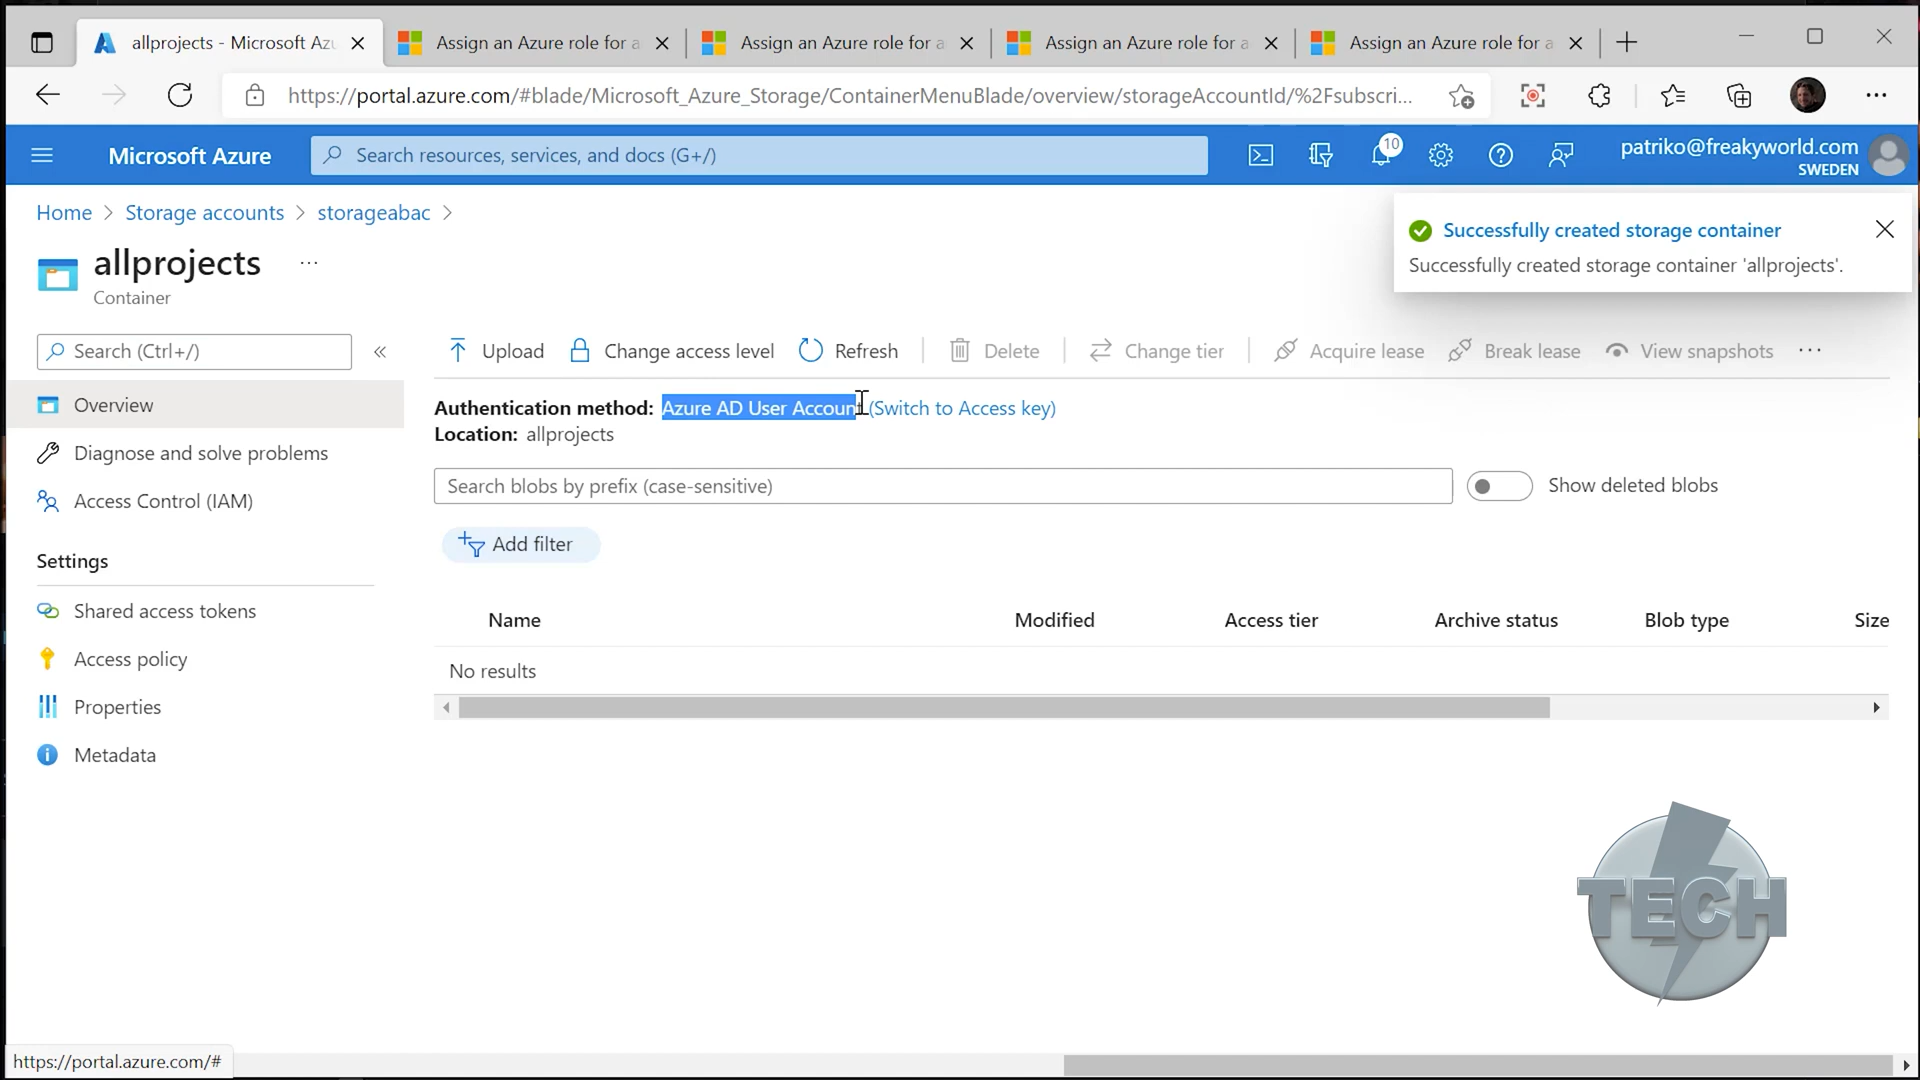 allprojects - Microsoft Azu
Assign an Azure role for a
Assign an Azure role for a
Assign an Azure role for a
Assign an Azure role for a
https://portal.azure.com/#blade/Microsoft_Azure_Storage/ContainerMenuBlade/overview/storageAccountId/%2Fsubscri...
Microsoft Azure
Search resources, services, and docs (G+/)
10
patriko@freakyworld.com
SWEDEN
Home > Storage accounts > storageabac >
Successfully created storage container
Successfully created storage container 'allprojects'.
allprojects ...
Container
Search (Ctrl+/)
«
Upload
Change access level
Refresh
Delete
Change tier
Acquire lease
Break lease
View snapshots
...
Overview
Diagnose and solve problems
Access Control (IAM)
Settings
Shared access tokens
Access policy
Properties
Metadata
Authentication method: Azure AD User Account (Switch to Access key)
Location: allprojects
Search blobs by prefix (case-sensitive)
Show deleted blobs
Add filter
Name Modified Access tier Archive status Blob type Size
No results
TECH
https://portal.azure.com/#